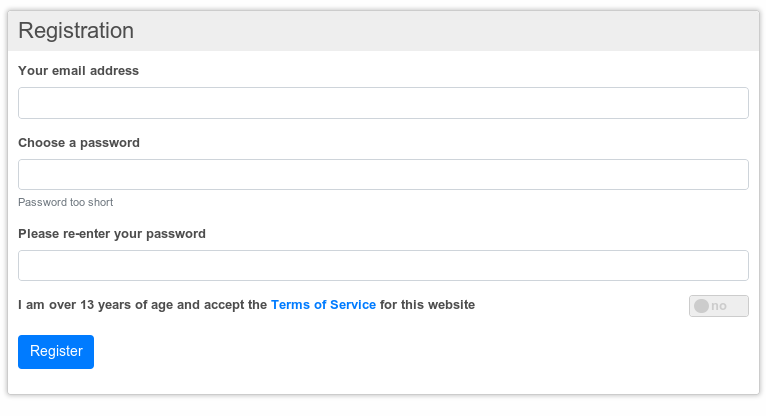 Registration
Your email address
Choose a password
Password too short
Please re-enter your password
I am over 13 years of age and accept the Terms of Service for this website
no
Register